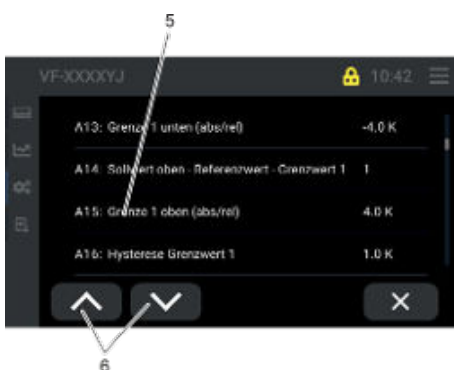 5
VF-XXXXYJ 10:42
A13: Grenze 1 unten (abs/rel) -4.0 K
A14: Sollwert oben - Referenzwert - Grenzwert 1 1
A15: Grenze 1 oben (abs/rel) 4.0 K
A16: Hysterese Grenzwert 1 1.0 K
6